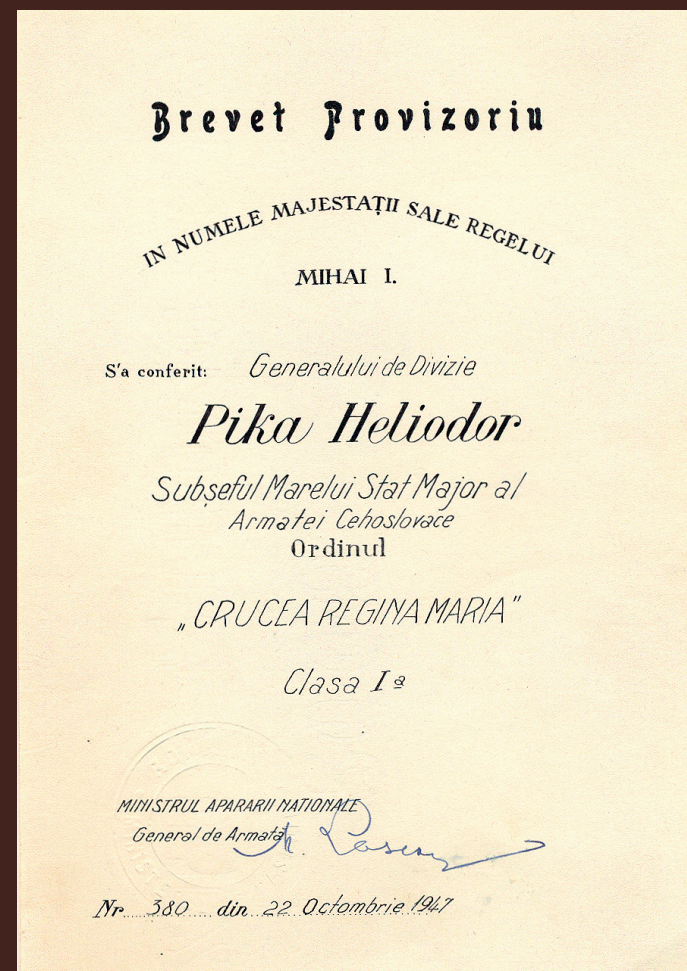 Brevet Provizoriu
IN NUMELE MAJESTAȚII SALE REGELUI
MIHAI I.
S'a conferit: Generalului de Divizie
Pika Heliodor
Subșeful Marelui Stat Major al
Armatei Cehoslovace
Ordinul
„CRUCEA REGINA MARIA"
Clasa I ª
MINISTRUL APARARII NATIONALE
General de Armată
Nr. 380 din 22 Octombrie 1947